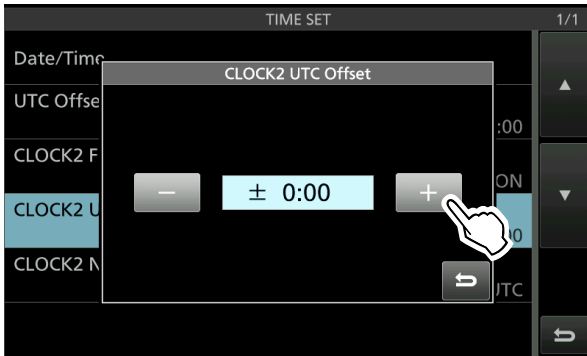 TIME SET 1/1
Date/Time
CLOCK2 UTC Offset
UTC Offse
:00
CLOCK2 F
ON
− ± 0:00 +
CLOCK2 U
00
CLOCK2 N
UTC